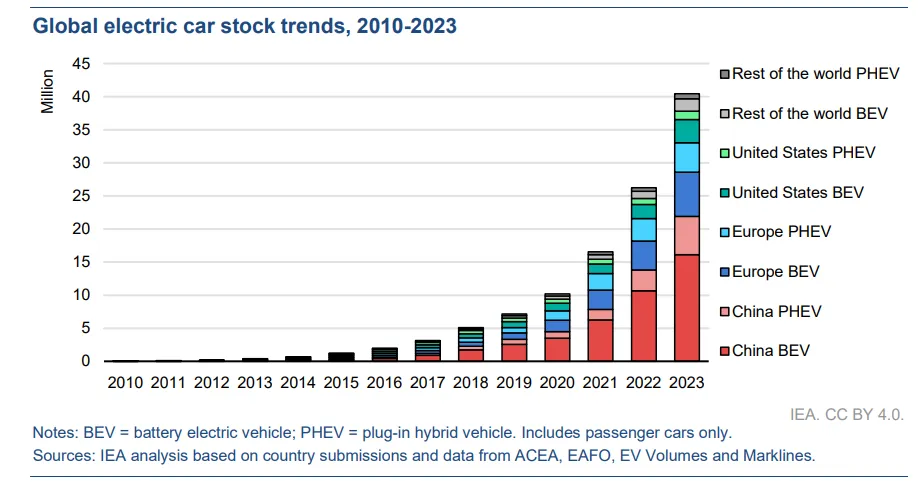 Global electric car stock trends, 2010-2023
Million
45
40
35
30
25
20
15
10
5
0
2010 2011 2012 2013 2014 2015 2016 2017 2018 2019 2020 2021 2022 2023
Rest of the world PHEV
Rest of the world BEV
United States PHEV
United States BEV
Europe PHEV
Europe BEV
China PHEV
China BEV
IEA. CC BY 4.0.
Notes: BEV = battery electric vehicle; PHEV = plug-in hybrid vehicle. Includes passenger cars only.
Sources: IEA analysis based on country submissions and data from ACEA, EAFO, EV Volumes and Marklines.